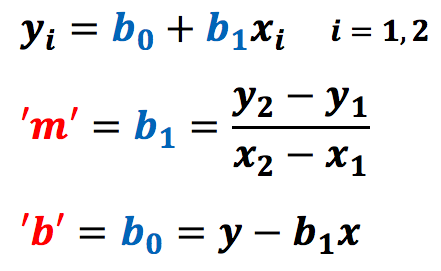 yᵢ = b₀ + b₁xᵢ i = 1, 2
'm' = b₁ = (y₂ − y₁) / (x₂ − x₁)
'b' = b₀ = y − b₁x